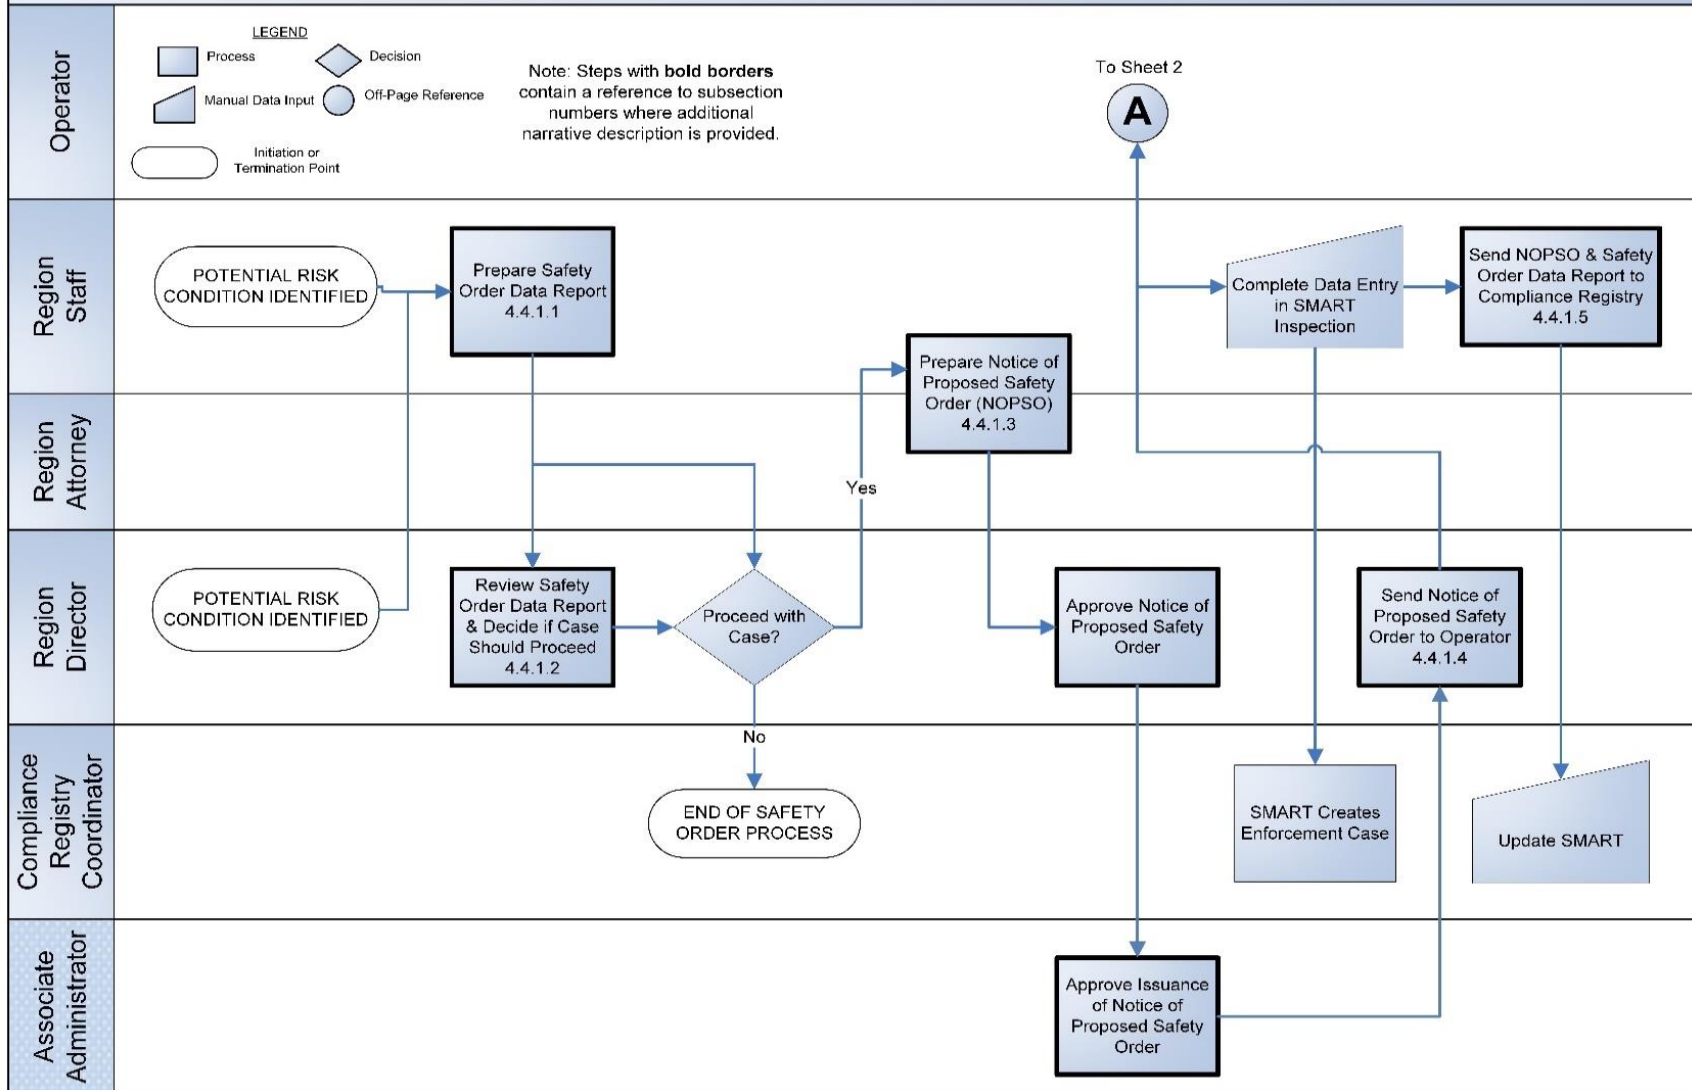 Operator
LEGEND
Process
Decision
Manual Data Input
Off-Page Reference
Initiation or
Termination Point
Note: Steps with bold borders
contain a reference to subsection
numbers where additional
narrative description is provided.
To Sheet 2
A
Region
Staff
POTENTIAL RISK
CONDITION IDENTIFIED
Prepare Safety
Order Data Report
4.4.1.1
Prepare Notice of
Proposed Safety
Order (NOPSO)
4.4.1.3
Complete Data Entry
in SMART
Inspection
Send NOPSO & Safety
Order Data Report to
Compliance Registry
4.4.1.5
Region
Attorney
Yes
Region
Director
POTENTIAL RISK
CONDITION IDENTIFIED
Review Safety
Order Data Report
& Decide if Case
Should Proceed
4.4.1.2
Proceed with
Case?
Approve Notice of
Proposed Safety
Order
Send Notice of
Proposed Safety
Order to Operator
4.4.1.4
Compliance
Registry
Coordinator
No
END OF SAFETY
ORDER PROCESS
SMART Creates
Enforcement Case
Update SMART
Associate
Administrator
Approve Issuance
of Notice of
Proposed Safety
Order